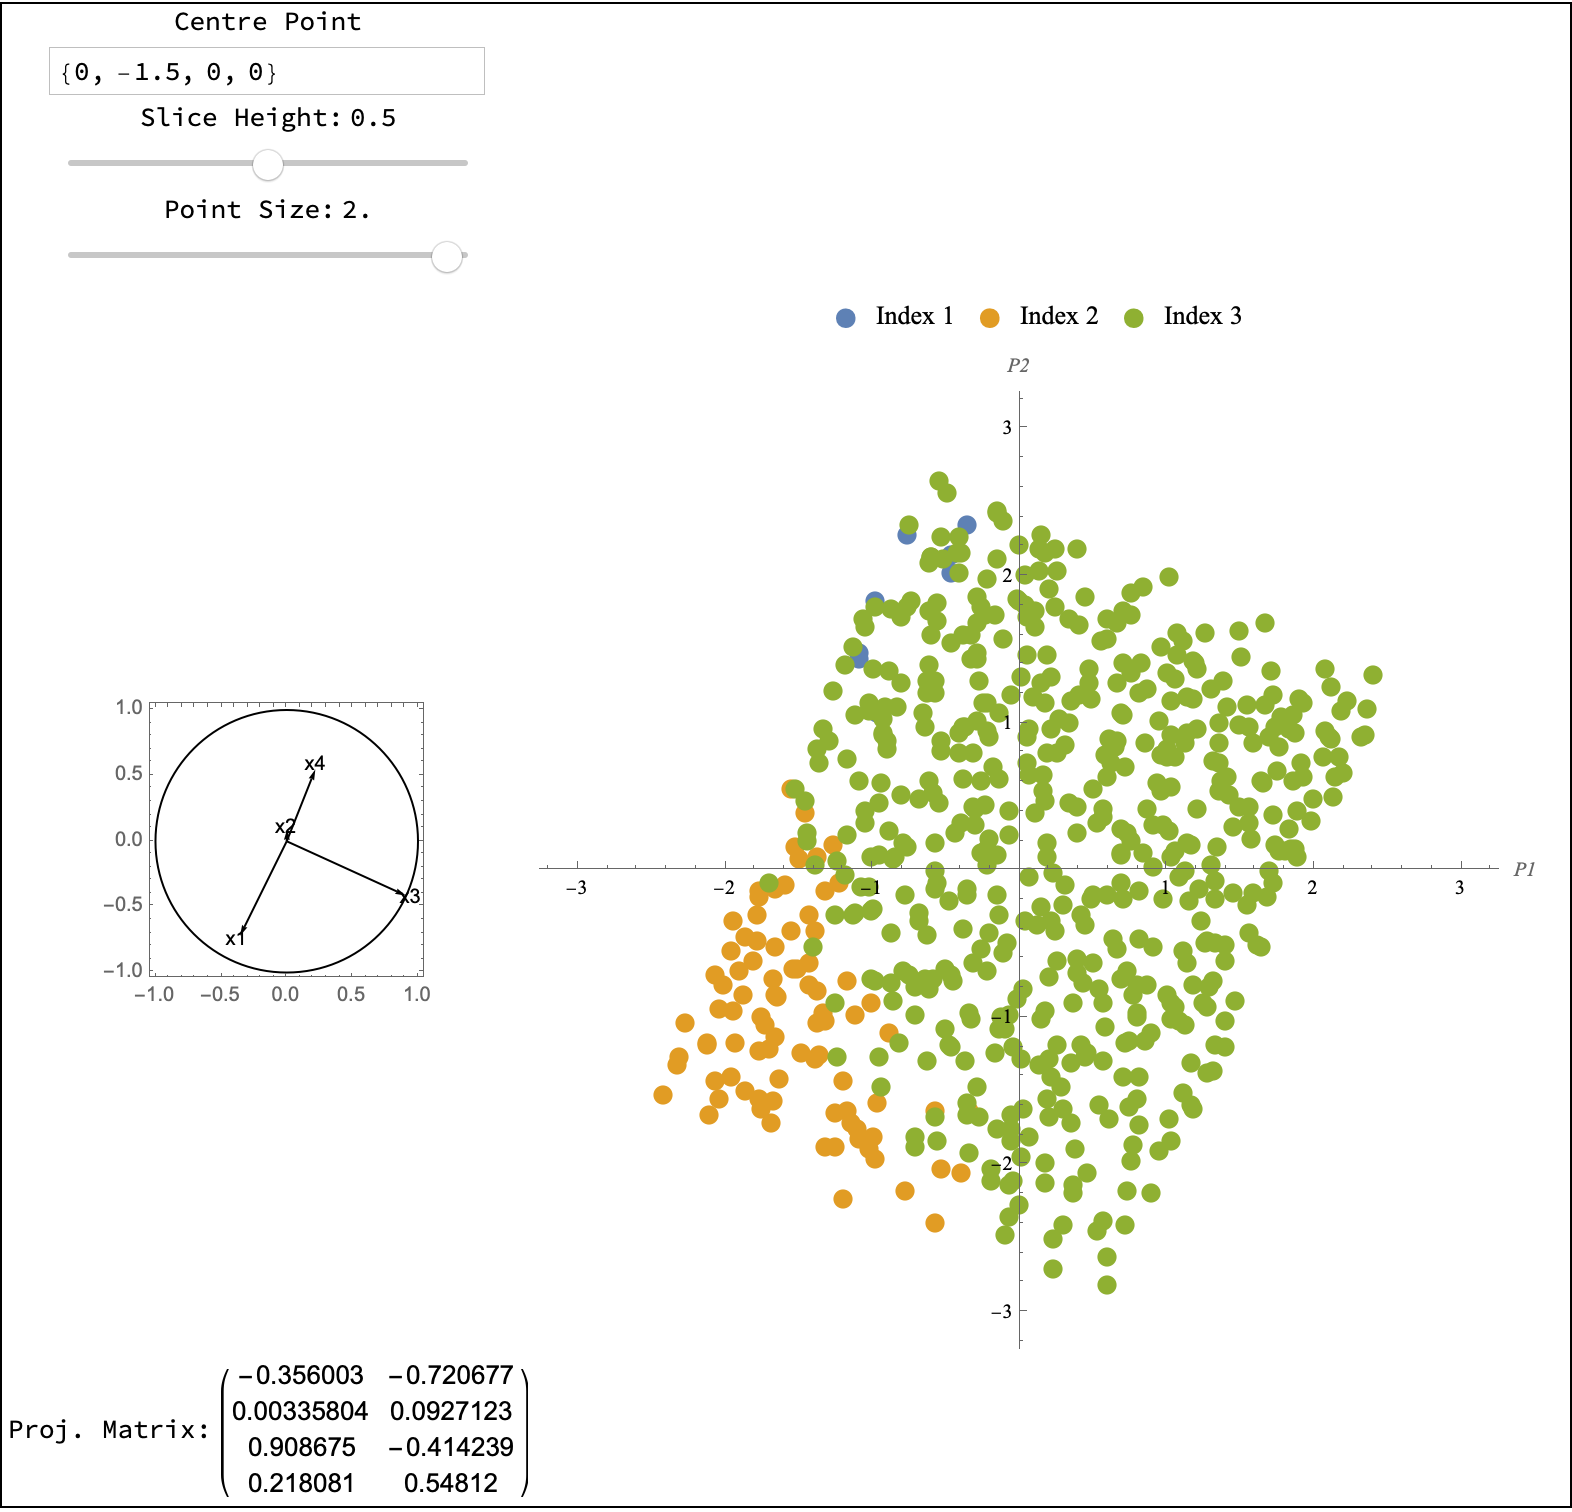 Centre Point
{0, -1.5, 0, 0}
Slice Height: 0.5
Point Size: 2.
Index 1 Index 2 Index 3
P2
3
2
1
-3 -2 -1 1 2 3 P1
-1
-2
-3
1.0
0.5
0.0
-0.5
-1.0
-1.0 -0.5 0.0 0.5 1.0
x4
x2
x3
x1
Proj. Matrix:
-0.356003 -0.720677
0.00335804 0.0927123
0.908675 -0.414239
0.218081 0.54812